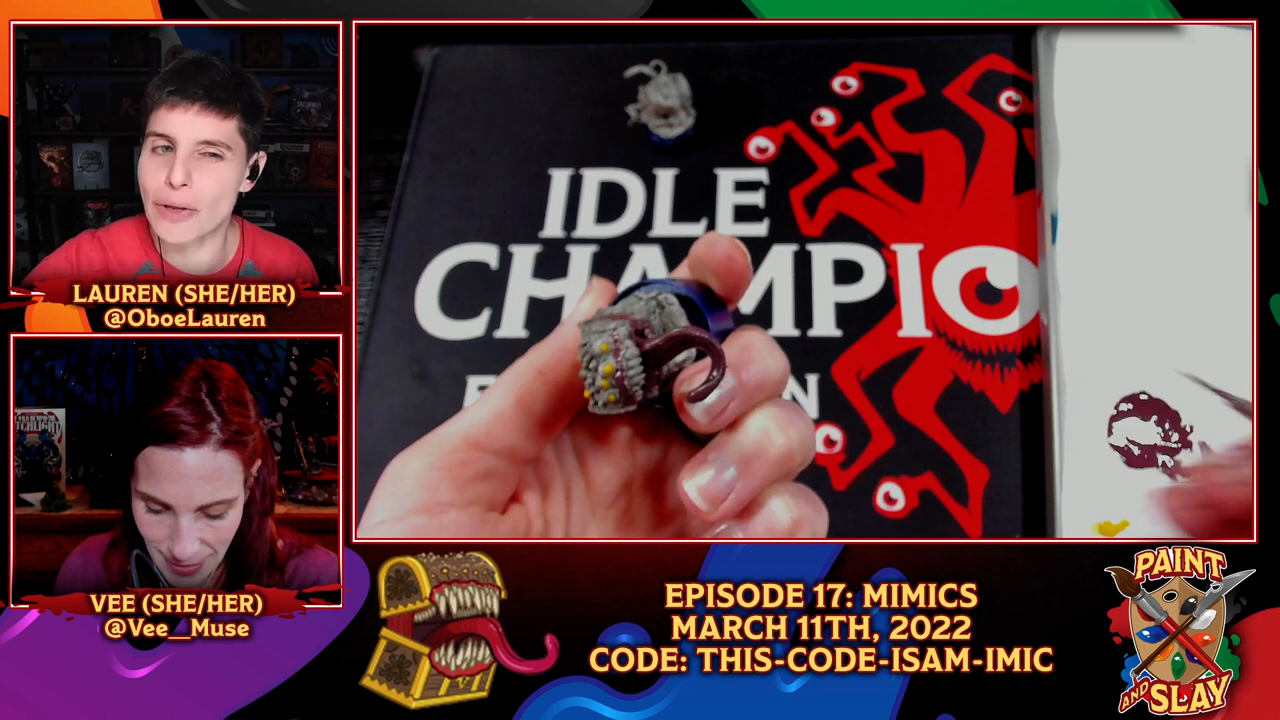 LAUREN (SHE/HER)
@OboeLauren
VEE (SHE/HER)
@Vee__Muse
IDLE
CHAMPIO
EPISODE 17: MIMICS
MARCH 11TH, 2022
CODE: THIS-CODE-ISAM-IMIC
PAINT
AND SLAY